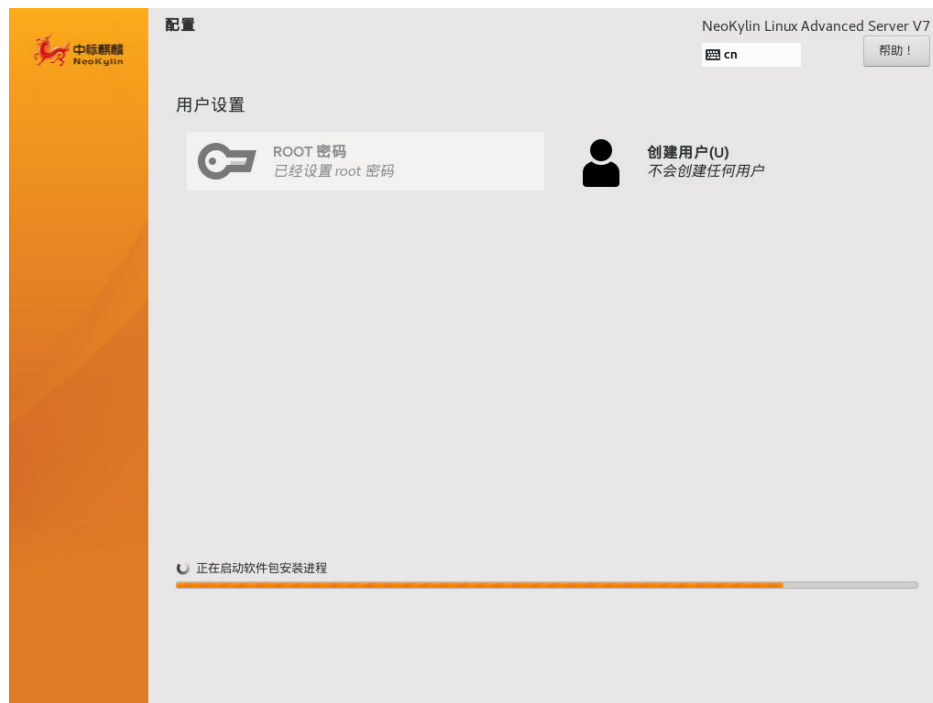 中标麒麟
NeoKylin
配置
NeoKylin Linux Advanced Server V7
cn
帮助！
用户设置
ROOT 密码
已经设置 root 密码
创建用户(U)
不会创建任何用户
正在启动软件包安装进程